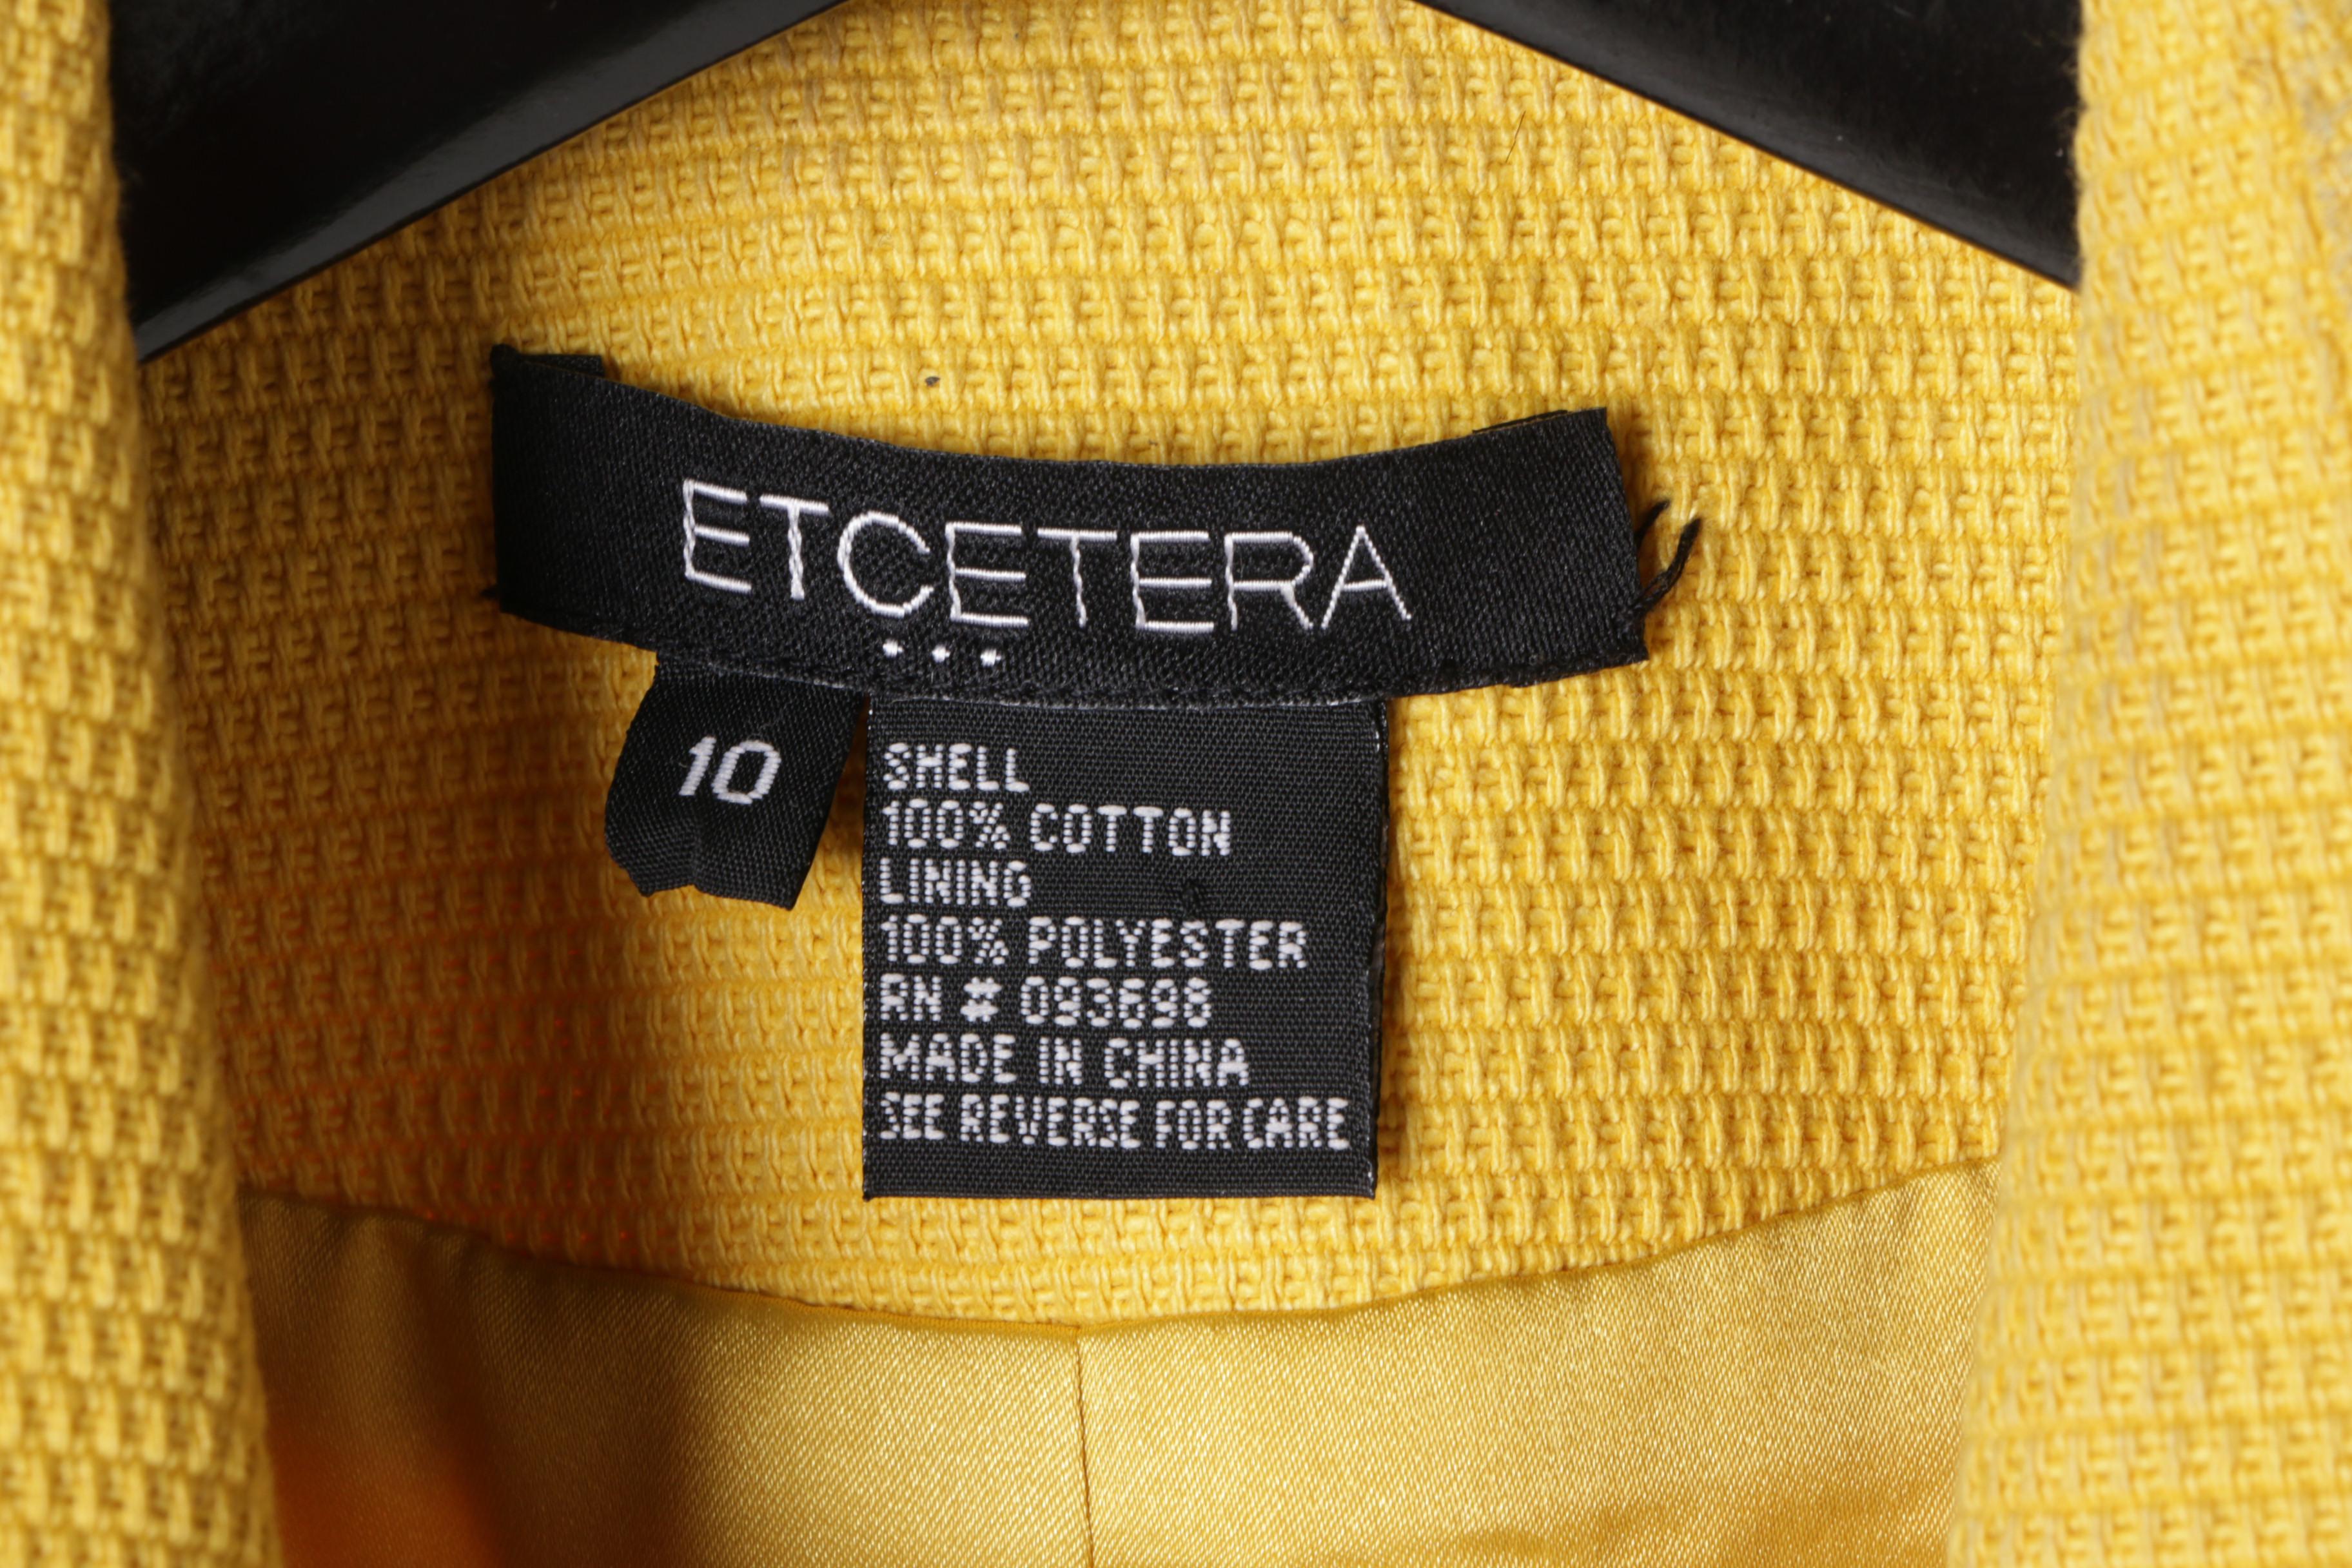 ETCETERA
...
10
SHELL
100% COTTON
LINING
100% POLYESTER
RN # 093698
MADE IN CHINA
SEE REVERSE FOR CARE